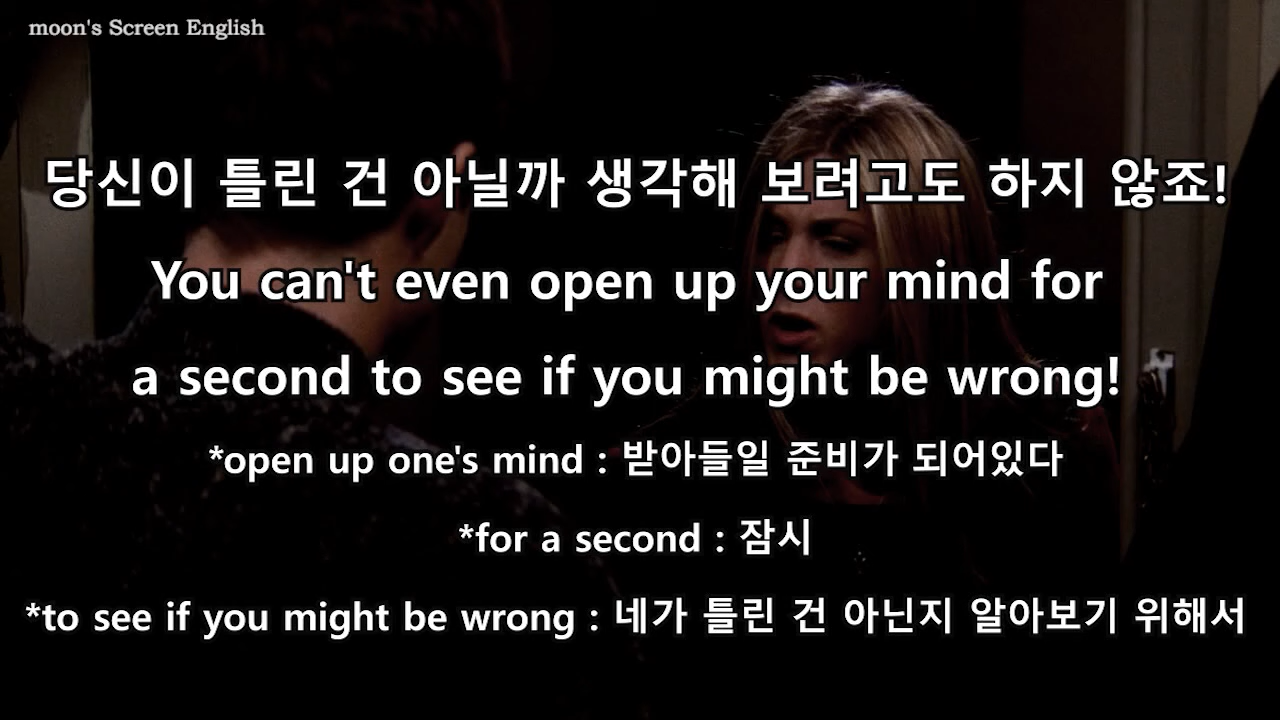 moon's Screen English
당신이 틀린 건 아닐까 생각해 보려고도 하지 않죠!
You can't even open up your mind for
a second to see if you might be wrong!
*open up one's mind : 받아들일 준비가 되어있다
*for a second : 잠시
*to see if you might be wrong : 네가 틀린 건 아닌지 알아보기 위해서